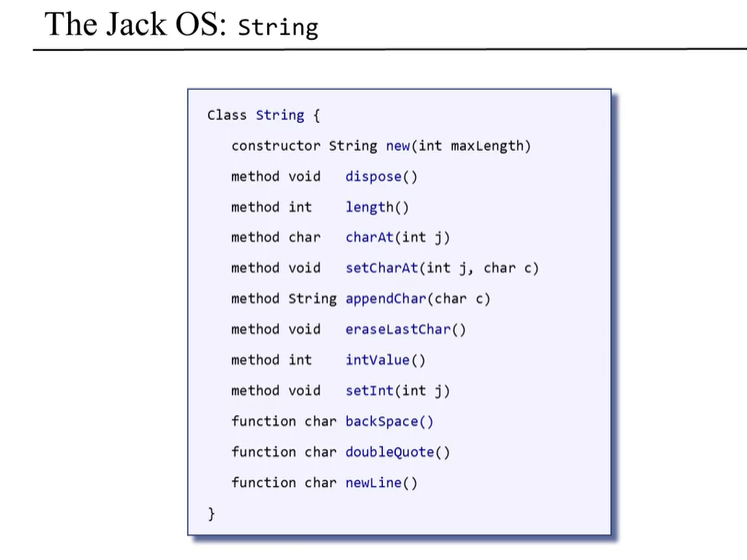 The Jack OS: String
Class String {
constructor String new(int maxLength)
method void dispose()
method int length()
method char charAt(int j)
method void setCharAt(int j, char c)
method String appendChar(char c)
method void eraseLastChar()
method int intValue()
method void setInt(int j)
function char backSpace()
function char doubleQuote()
function char newLine()
}